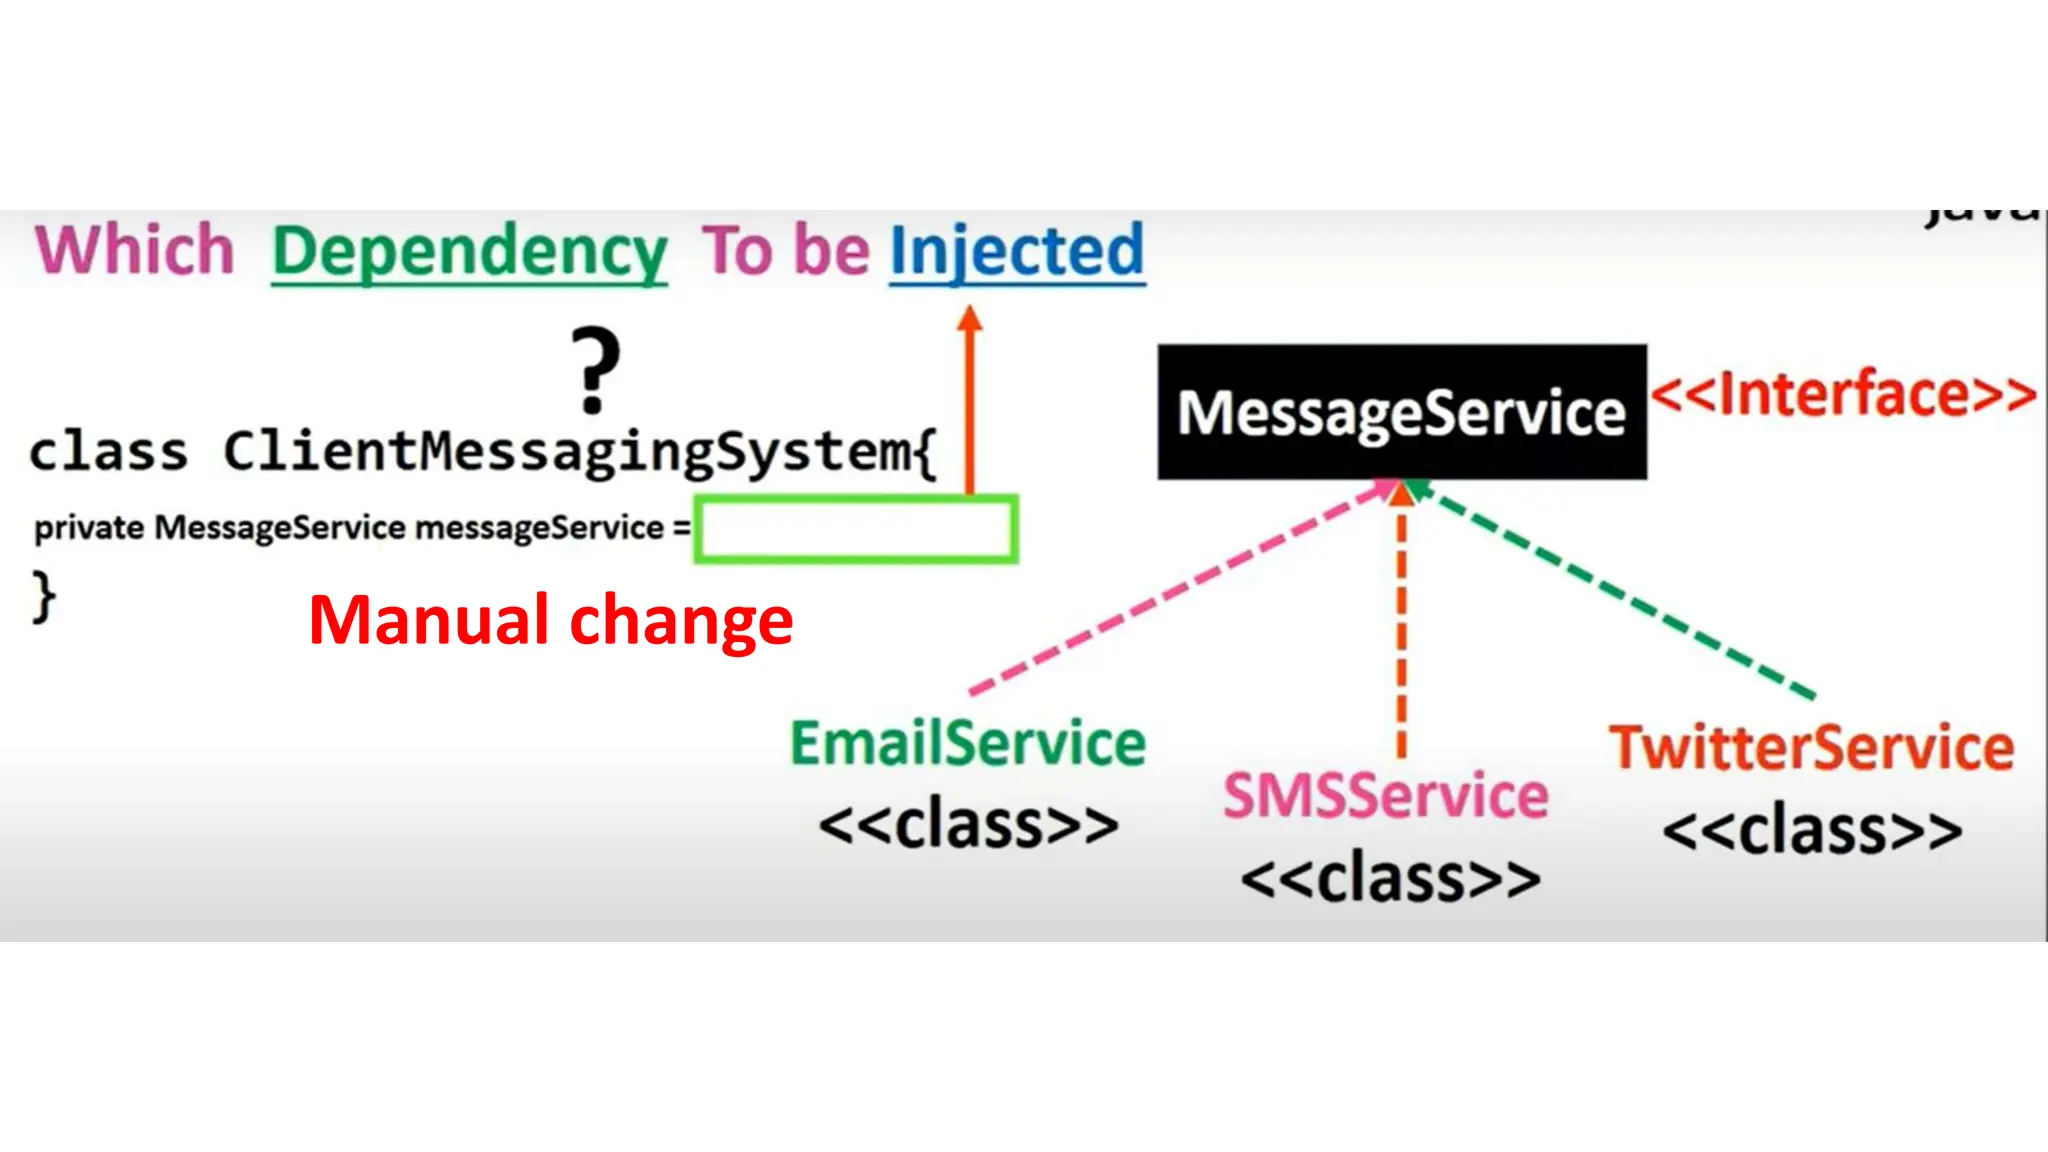 Which Dependency To be Injected
?
class ClientMessagingSystem{
private MessageService messageService =
}
Manual change
MessageService
<<Interface>>
EmailService
<<class>>
SMSService
<<class>>
TwitterService
<<class>>